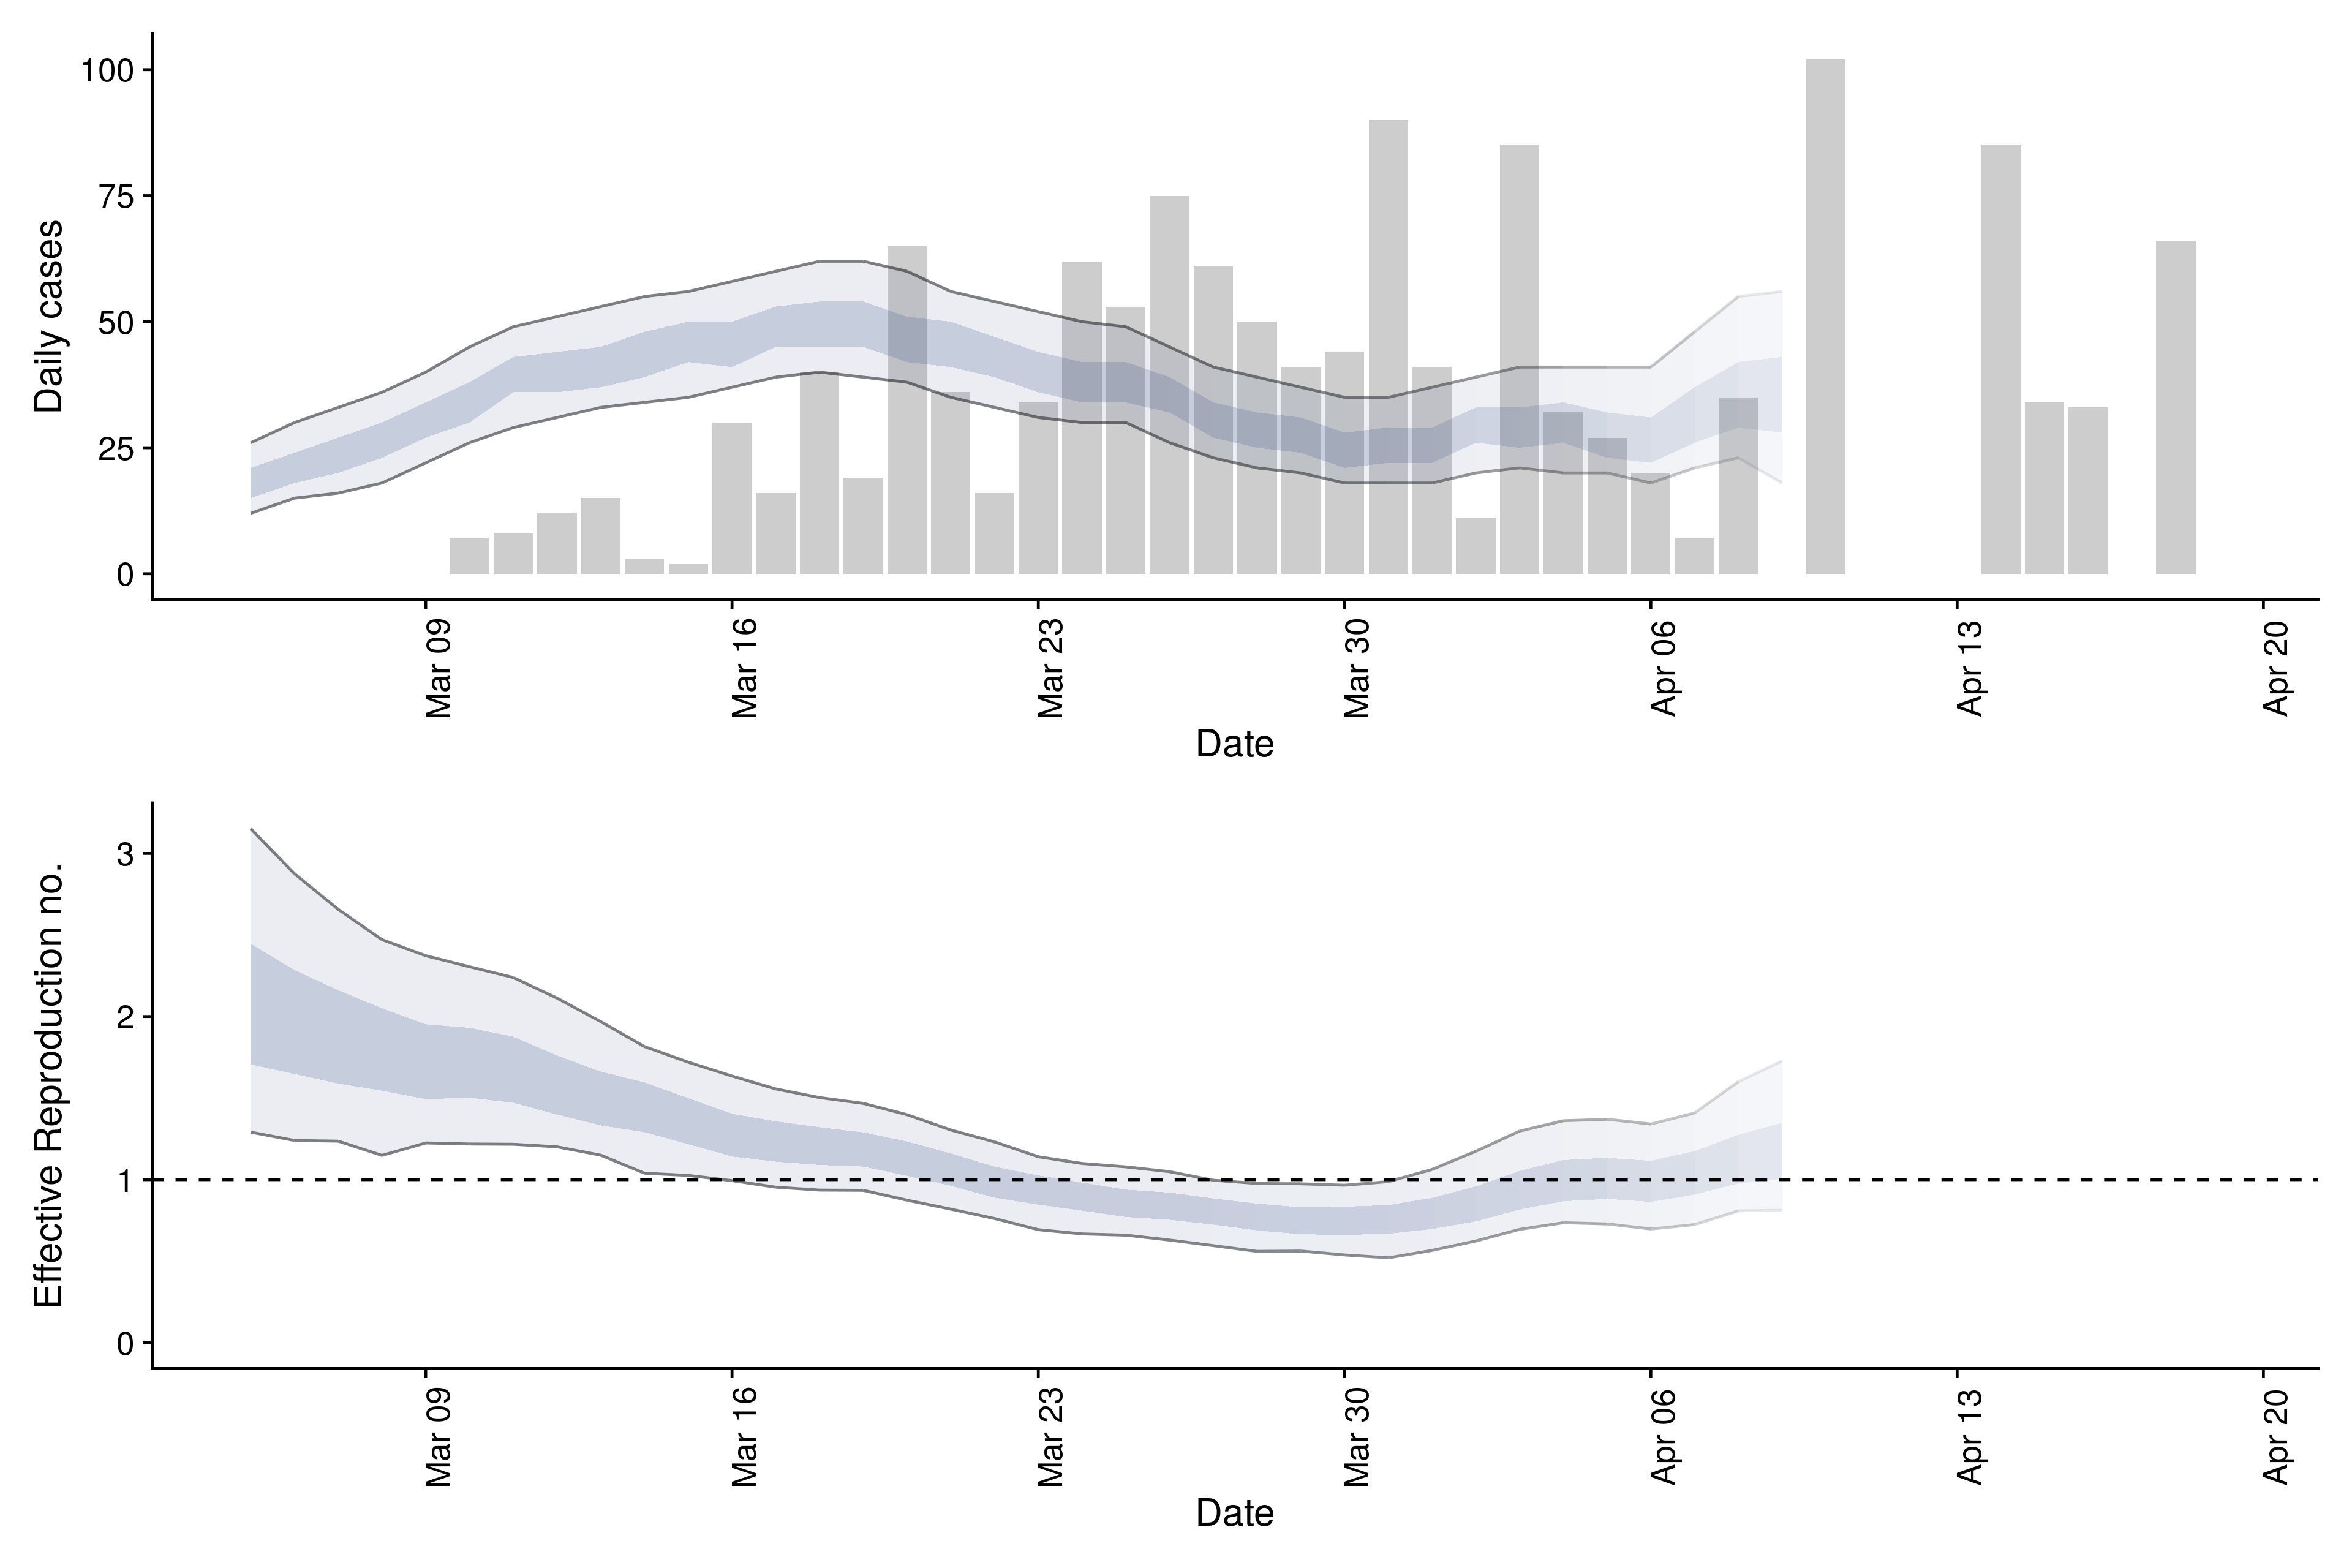 Daily cases
100
75
50
25
0
Mar 09
Mar 16
Mar 23
Mar 30
Apr 06
Apr 13
Apr 20
Date
Effective Reproduction no.
3
2
1
0
Mar 09
Mar 16
Mar 23
Mar 30
Apr 06
Apr 13
Apr 20
Date